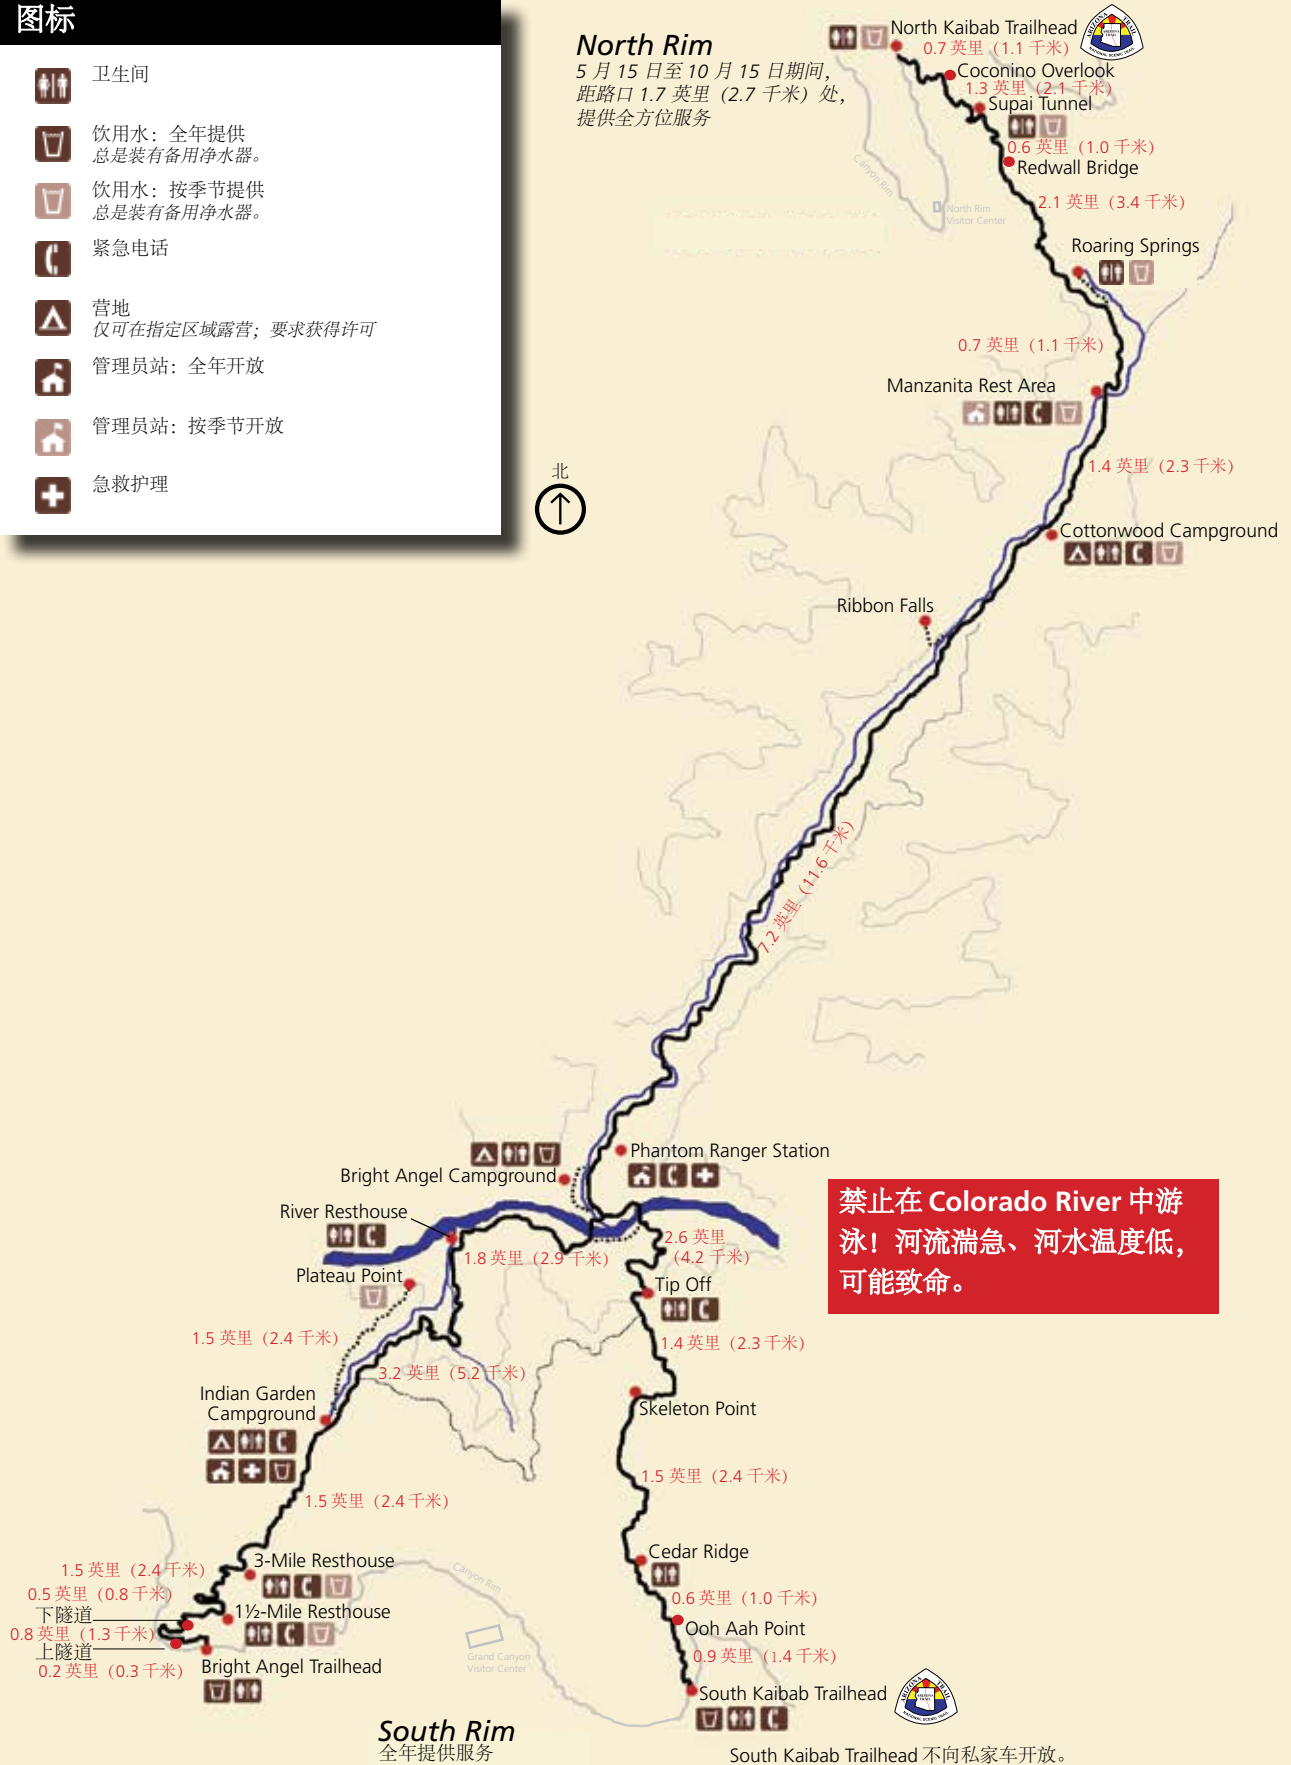 图标
卫生间
饮用水：全年提供
总是装有备用净水器。
饮用水：按季节提供
总是装有备用净水器。
紧急电话
营地
仅可在指定区域露营；要求获得许可
管理员站：全年开放
管理员站：按季节开放
急救护理
北
North Rim
5 月 15 日至 10 月 15 日期间，
距路口 1.7 英里（2.7 千米）处，
提供全方位服务
North Kaibab Trailhead
0.7 英里（1.1 千米）
Coconino Overlook
1.3 英里（2.1 千米）
Supai Tunnel
0.6 英里（1.0 千米）
Redwall Bridge
2.1 英里（3.4 千米）
Canyon Rim
North Rim
Visitor Center
Roaring Springs
0.7 英里（1.1 千米）
Manzanita Rest Area
1.4 英里（2.3 千米）
Cottonwood Campground
Ribbon Falls
7.2 英里（11.6 千米）
Phantom Ranger Station
Bright Angel Campground
River Resthouse
1.8 英里（2.9 千米）
2.6 英里
（4.2 千米）
禁止在 Colorado River 中游
泳！河流湍急、河水温度低，
可能致命。
Plateau Point
Tip Off
1.5 英里（2.4 千米）
1.4 英里（2.3 千米）
3.2 英里（5.2 千米）
Indian Garden
Campground
Skeleton Point
1.5 英里（2.4 千米）
1.5 英里（2.4 千米）
3-Mile Resthouse
1.5 英里（2.4 千米）
0.5 英里（0.8 千米）
下隧道
1½-Mile Resthouse
0.8 英里（1.3 千米）
上隧道
0.2 英里（0.3 千米）
Bright Angel Trailhead
Canyon Rim
Grand Canyon
Visitor Center
Cedar Ridge
0.6 英里（1.0 千米）
Ooh Aah Point
0.9 英里（1.4 千米）
South Kaibab Trailhead
ARIZONA TRAIL
South Rim
全年提供服务
South Kaibab Trailhead 不向私家车开放。